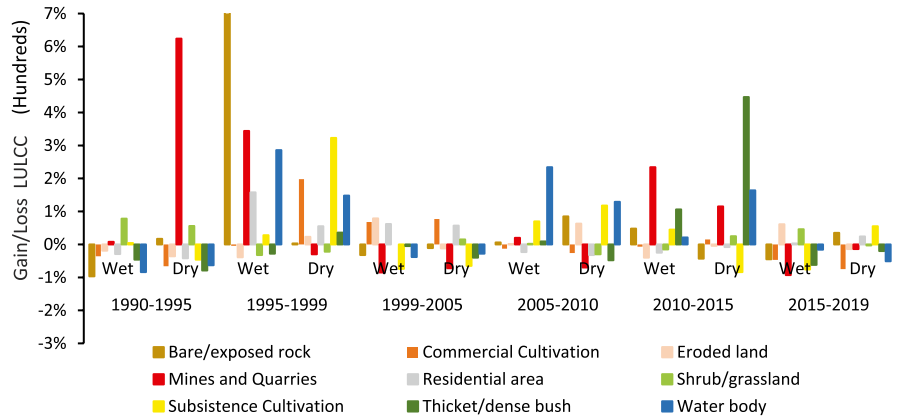 Gain/Loss LULCC (Hundreds)
7%
6%
5%
4%
3%
2%
1%
0%
-1%
-2%
-3%
Wet Dry Wet Dry Wet Dry Wet Dry Wet Dry Wet Dry
1990-1995 1995-1999 1999-2005 2005-2010 2010-2015 2015-2019
Bare/exposed rock Commercial Cultivation Eroded land
Mines and Quarries Residential area Shrub/grassland
Subsistence Cultivation Thicket/dense bush Water body